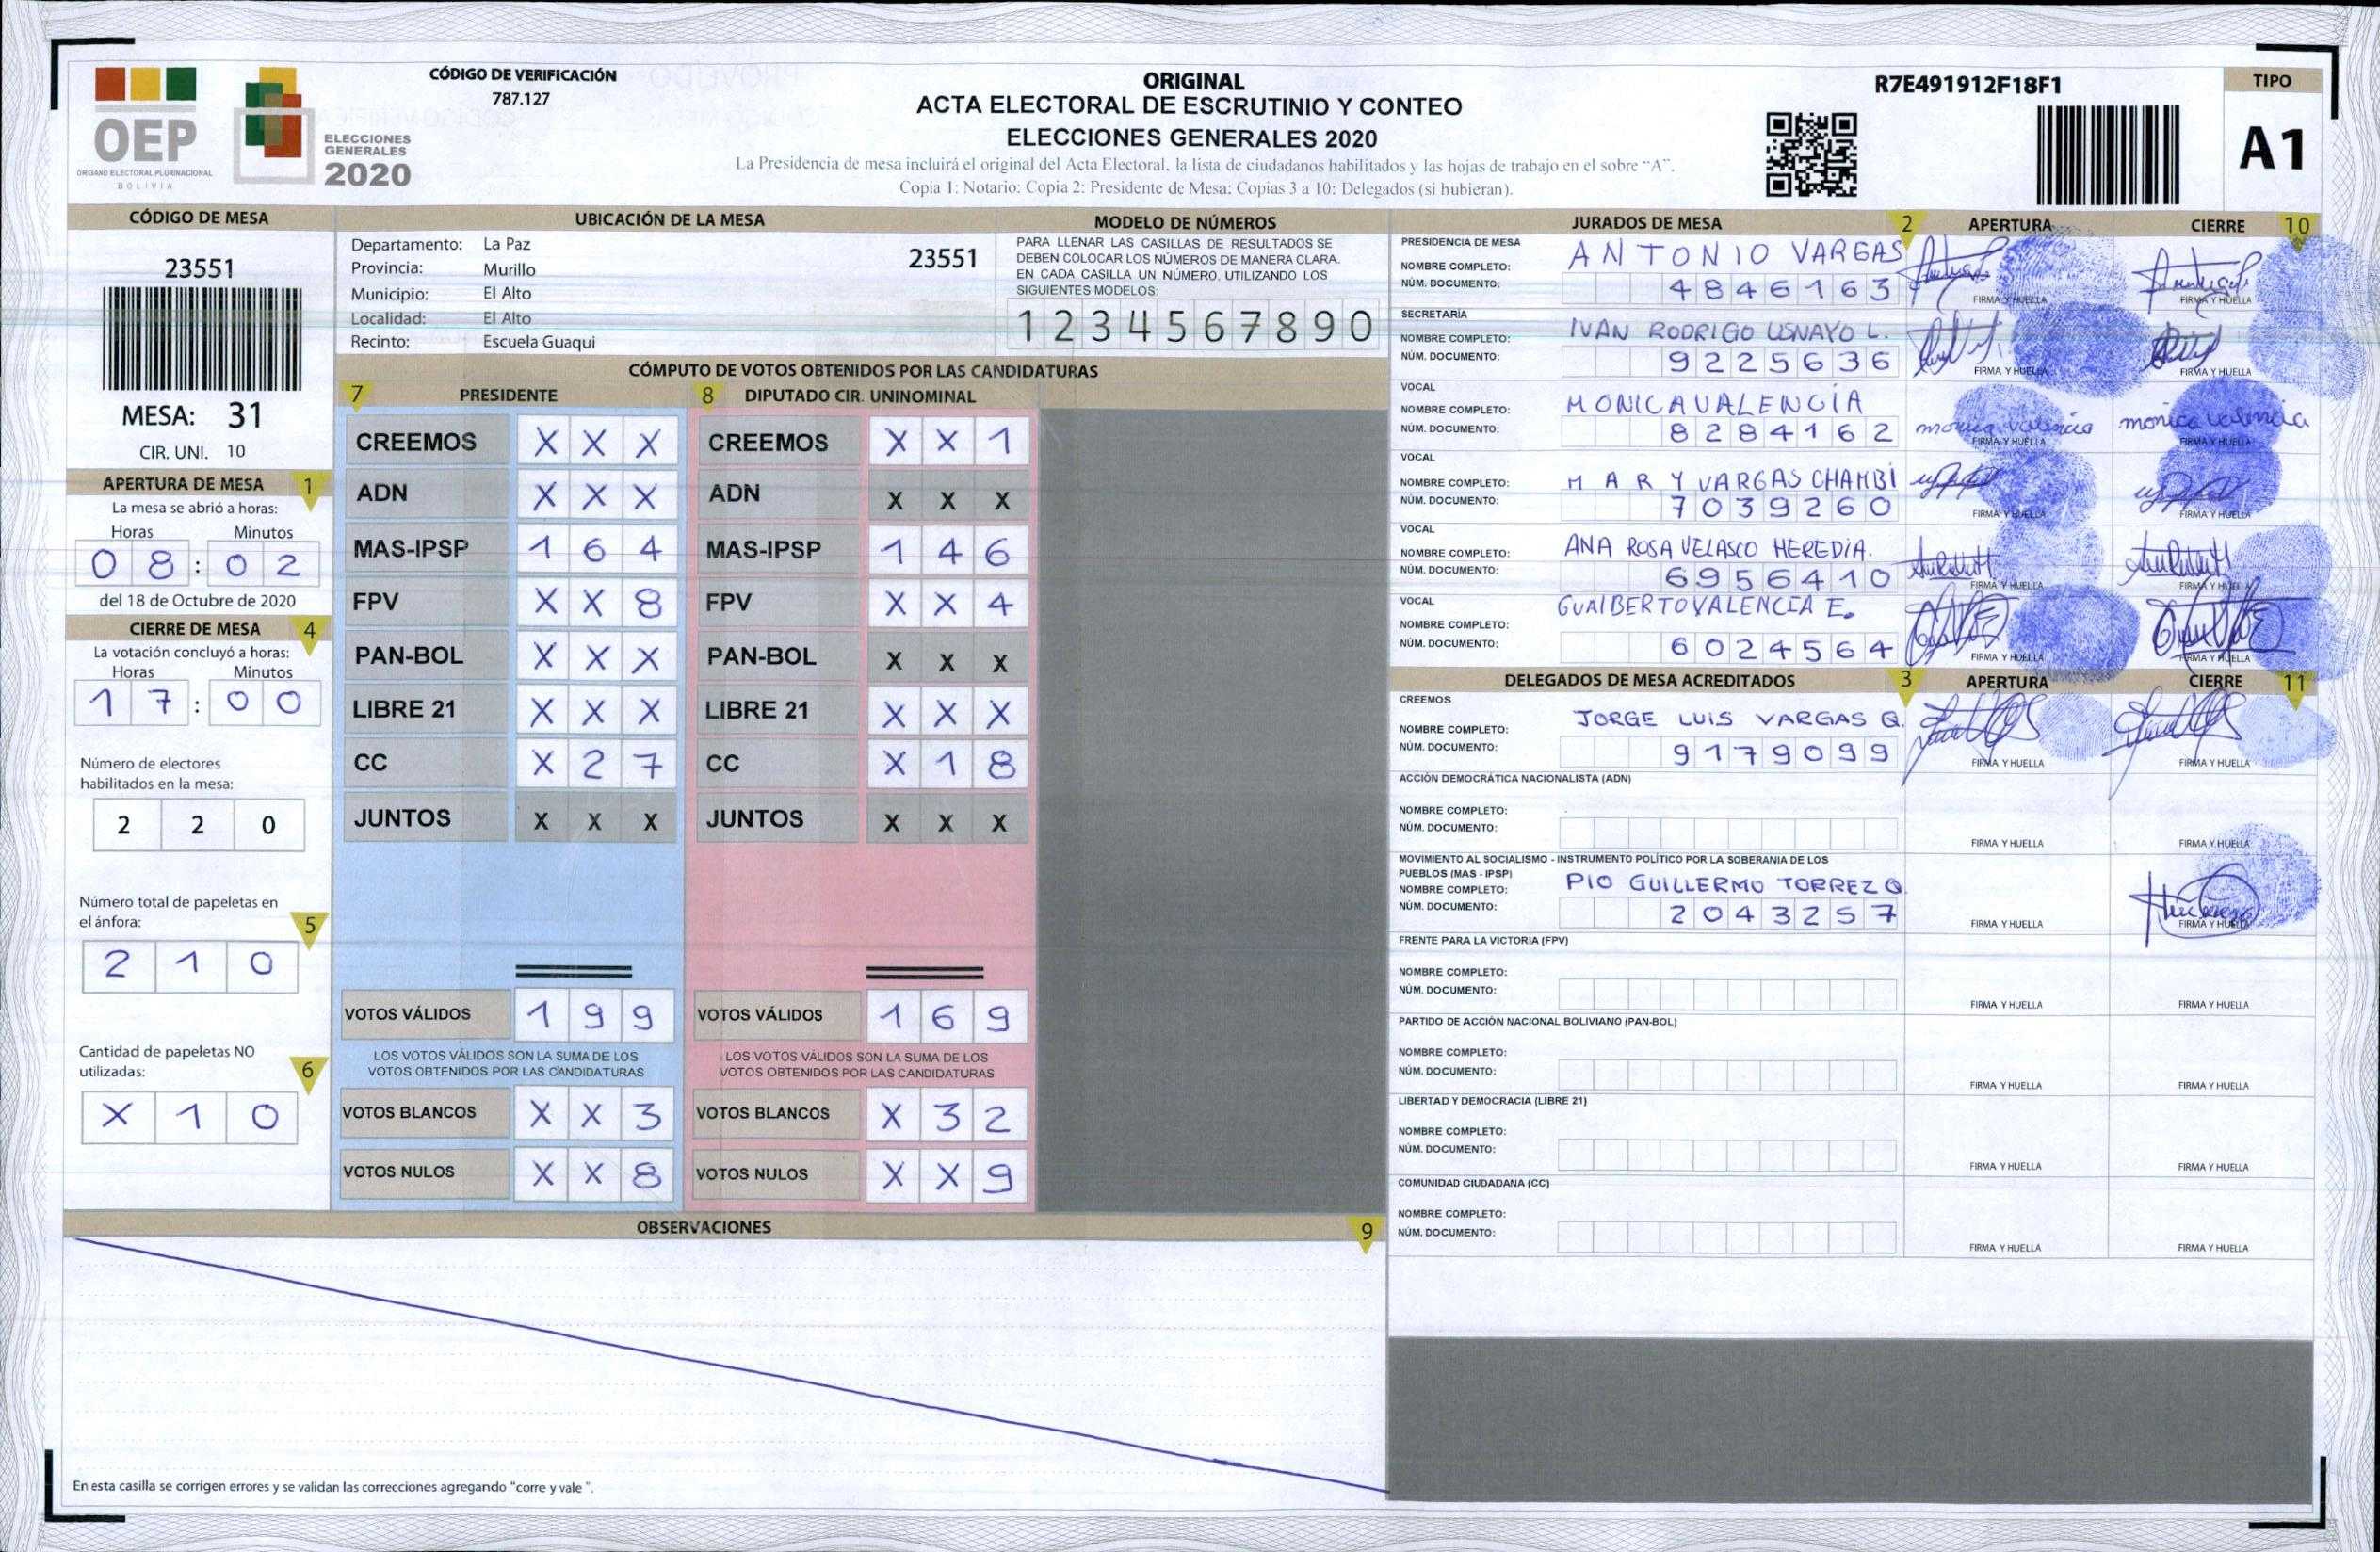 OEP
ÓRGANO ELECTORAL PLURINACIONAL
BOLIVIA
ELECCIONES
GENERALES
2020
CÓDIGO DE VERIFICACIÓN
787.127
ORIGINAL
ACTA ELECTORAL DE ESCRUTINIO Y CONTEO
ELECCIONES GENERALES 2020
La Presidencia de mesa incluirá el original del Acta Electoral, la lista de ciudadanos habilitados y las hojas de trabajo en el sobre "A".
Copia 1: Notario: Copia 2: Presidente de Mesa: Copias 3 a 10: Delegados (si hubieran).
R7E491912F18F1
TIPO
A1
CÓDIGO DE MESA
23551
MESA: 31
CIR. UNI. 10
UBICACIÓN DE LA MESA
Departamento: La Paz
23551
Provincia: Murillo
Municipio: El Alto
Localidad: El Alto
Recinto: Escuela Guaqui
MODELO DE NÚMEROS
PARA LLENAR LAS CASILLAS DE RESULTADOS SE
DEBEN COLOCAR LOS NÚMEROS DE MANERA CLARA.
EN CADA CASILLA UN NÚMERO, UTILIZANDO LOS
SIGUIENTES MODELOS:
1 2 3 4 5 6 7 8 9 0
APERTURA DE MESA 1
La mesa se abrió a horas:
Horas Minutos
0 8 : 0 2
del 18 de Octubre de 2020
CIERRE DE MESA 4
La votación concluyó a horas:
Horas Minutos
1 7 : 0 0
Número de electores
habilitados en la mesa:
2 2 0
Número total de papeletas en
el ánfora: 5
2 1 0
Cantidad de papeletas NO
utilizadas: 6
X 1 0
CÓMPUTO DE VOTOS OBTENIDOS POR LAS CANDIDATURAS
7 PRESIDENTE
CREEMOS X X X
ADN X X X
MAS-IPSP 1 6 4
FPV X X 8
PAN-BOL X X X
LIBRE 21 X X X
CC X 2 7
JUNTOS X X X
VOTOS VÁLIDOS 1 9 9
LOS VOTOS VÁLIDOS SON LA SUMA DE LOS
VOTOS OBTENIDOS POR LAS CANDIDATURAS
VOTOS BLANCOS X X 3
VOTOS NULOS X X 8
8 DIPUTADO CIR. UNINOMINAL
CREEMOS X X 1
ADN X X X
MAS-IPSP 1 4 6
FPV X X 4
PAN-BOL X X X
LIBRE 21 X X X
CC X 1 8
JUNTOS X X X
VOTOS VÁLIDOS 1 6 9
LOS VOTOS VÁLIDOS SON LA SUMA DE LOS
VOTOS OBTENIDOS POR LAS CANDIDATURAS
VOTOS BLANCOS X 3 2
VOTOS NULOS X X 9
OBSERVACIONES 9
En esta casilla se corrigen errores y se validan las correcciones agregando "corre y vale ".
JURADOS DE MESA 2 APERTURA CIERRE 10
PRESIDENCIA DE MESA
NOMBRE COMPLETO: ANTONIO VARGAS
NÚM. DOCUMENTO: 4846163
FIRMA Y HUELLA FIRMA Y HUELLA
SECRETARÍA
NOMBRE COMPLETO: IVAN RODRIGO USNAYO L.
NÚM. DOCUMENTO: 9225636
FIRMA Y HUELLA FIRMA Y HUELLA
VOCAL
NOMBRE COMPLETO: MONICA VALENCIA
NÚM. DOCUMENTO: 8284162
monica valencia monica valencia
FIRMA Y HUELLA FIRMA Y HUELLA
VOCAL
NOMBRE COMPLETO: MARY VARGAS CHAMBI
NÚM. DOCUMENTO: 7039260
FIRMA Y HUELLA FIRMA Y HUELLA
VOCAL
NOMBRE COMPLETO: ANA ROSA VELASCO HEREDIA.
NÚM. DOCUMENTO: 6956410
FIRMA Y HUELLA FIRMA Y HUELLA
VOCAL
NOMBRE COMPLETO: GUALBERTO VALENCIA E.
NÚM. DOCUMENTO: 6024564
FIRMA Y HUELLA FIRMA Y HUELLA
DELEGADOS DE MESA ACREDITADOS 3 APERTURA CIERRE 11
CREEMOS
NOMBRE COMPLETO: JORGE LUIS VARGAS Q.
NÚM. DOCUMENTO: 9179099
FIRMA Y HUELLA FIRMA Y HUELLA
ACCIÓN DEMOCRÁTICA NACIONALISTA (ADN)
NOMBRE COMPLETO:
NÚM. DOCUMENTO:
FIRMA Y HUELLA FIRMA Y HUELLA
MOVIMIENTO AL SOCIALISMO - INSTRUMENTO POLÍTICO POR LA SOBERANIA DE LOS
PUEBLOS (MAS - IPSP)
NOMBRE COMPLETO: PIO GUILLERMO TORREZ Q.
NÚM. DOCUMENTO: 2043257
FIRMA Y HUELLA FIRMA Y HUELLA
FRENTE PARA LA VICTORIA (FPV)
NOMBRE COMPLETO:
NÚM. DOCUMENTO:
FIRMA Y HUELLA FIRMA Y HUELLA
PARTIDO DE ACCIÓN NACIONAL BOLIVIANO (PAN-BOL)
NOMBRE COMPLETO:
NÚM. DOCUMENTO:
FIRMA Y HUELLA FIRMA Y HUELLA
LIBERTAD Y DEMOCRACIA (LIBRE 21)
NOMBRE COMPLETO:
NÚM. DOCUMENTO:
FIRMA Y HUELLA FIRMA Y HUELLA
COMUNIDAD CIUDADANA (CC)
NOMBRE COMPLETO:
NÚM. DOCUMENTO:
FIRMA Y HUELLA FIRMA Y HUELLA